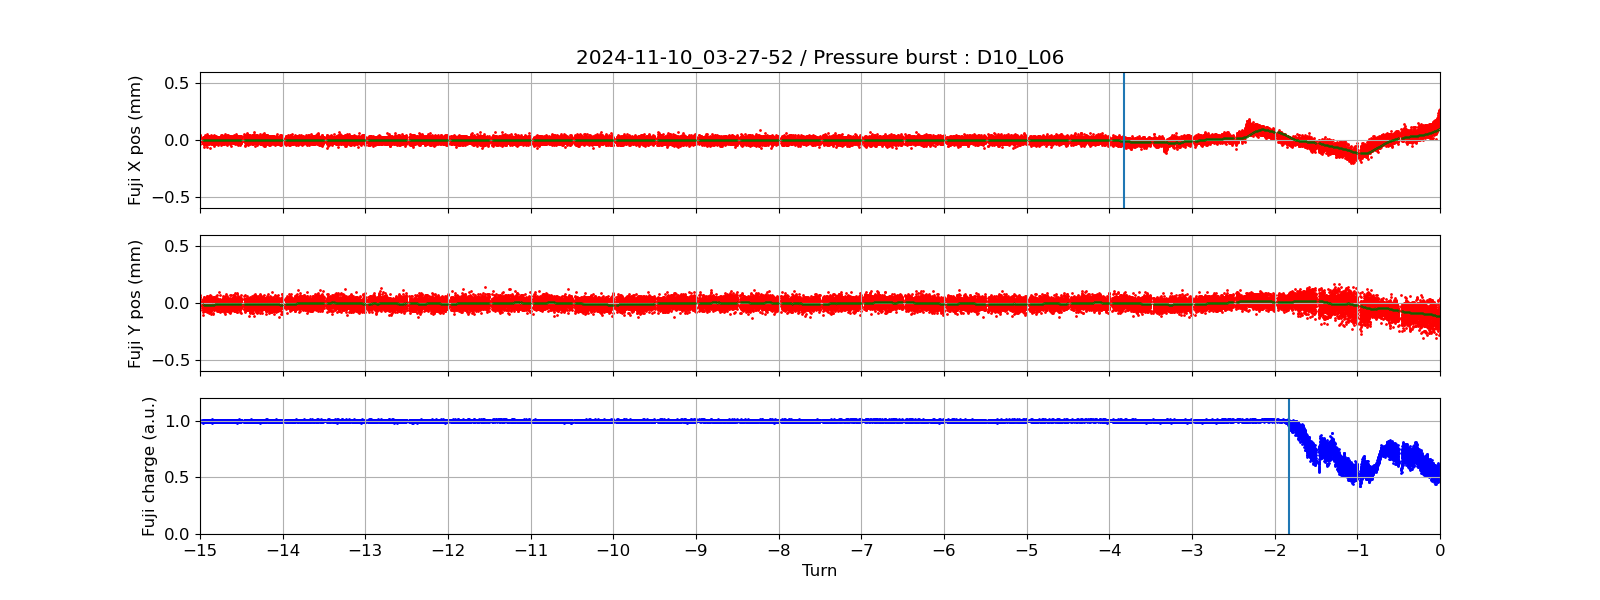 2024-11-10_03-27-52 / Pressure burst : D10_L06
Fuji X pos (mm)
0.5
0.0
−0.5
Fuji Y pos (mm)
0.5
0.0
−0.5
Fuji charge (a.u.)
1.0
0.5
0.0
−15 −14 −13 −12 −11 −10 −9 −8 −7 −6 −5 −4 −3 −2 −1 0
Turn